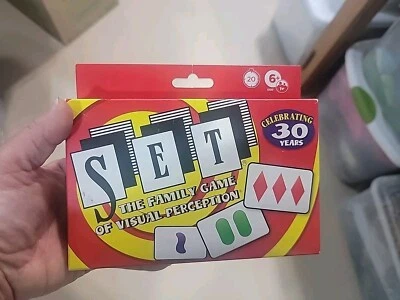 20
6+
CELEBRATING
30
YEARS
SET
THE FAMILY GAME
OF VISUAL PERCEPTION